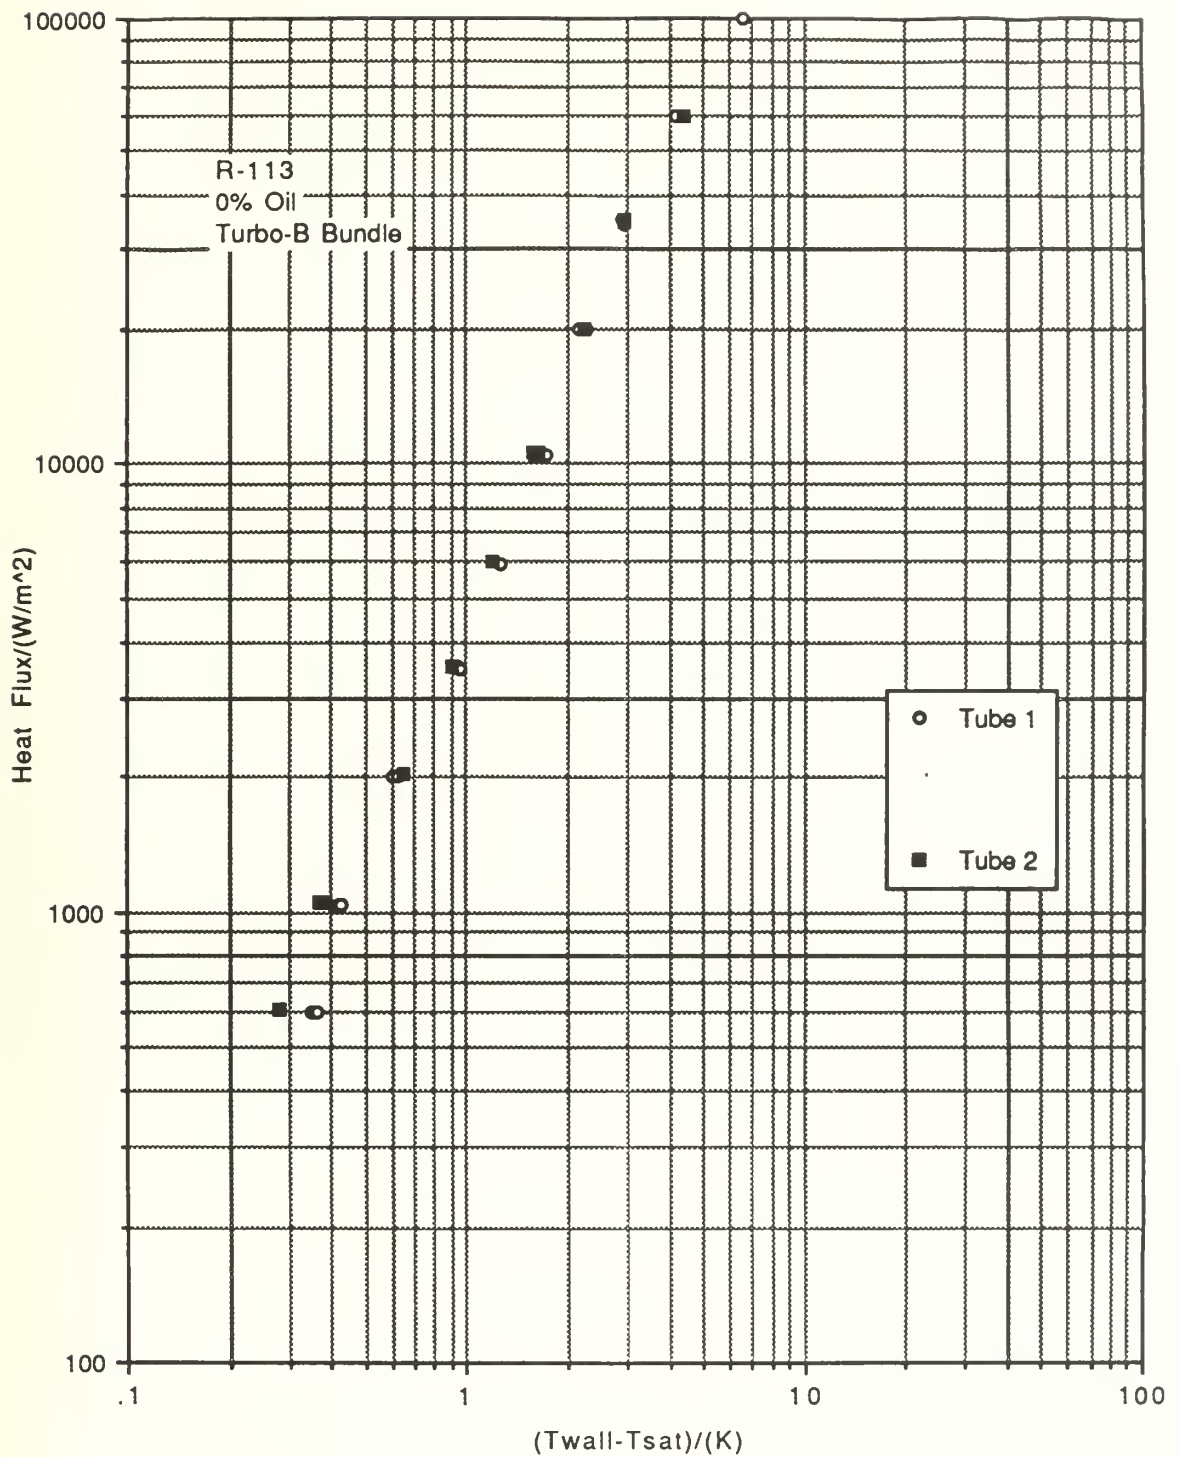 100000
R-113
0% Oil
Turbo-B Bundle
10000
Heat Flux/(W/m^2)
Tube 1
Tube 2
1000
100
.1
1
10
100
(Twall-Tsat)/(K)